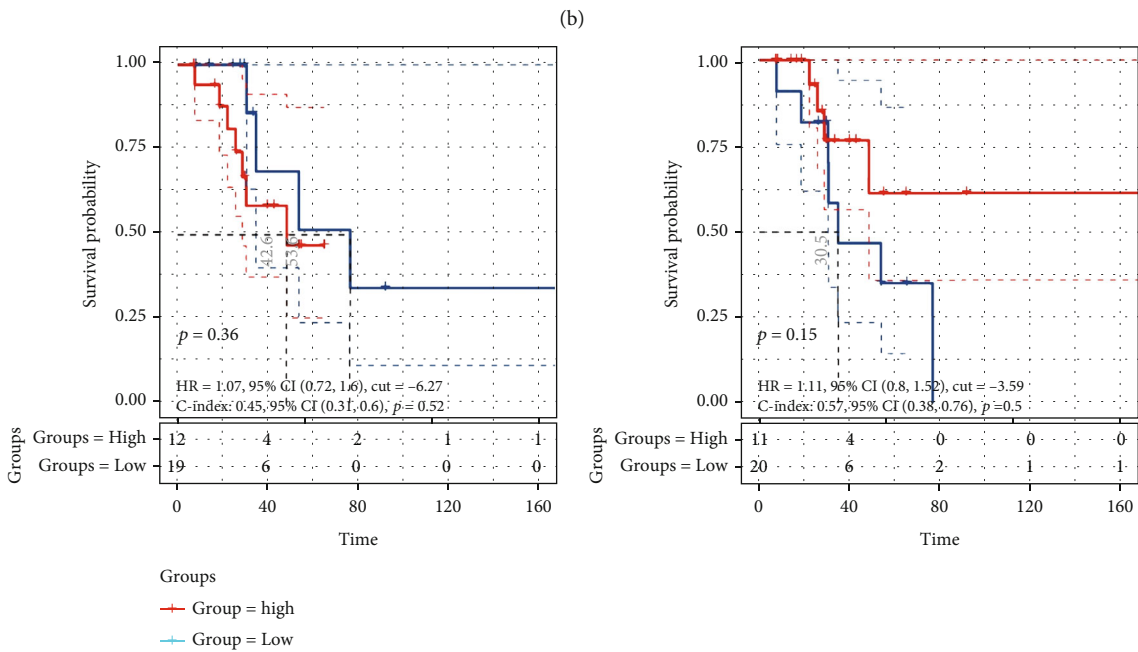 (b)
1.00
0.75
0.50
0.25
0.00
Survival probability
42.6
53.6
p = 0.36
HR = 1.07, 95% CI (0.72, 1.6), cut = –6.27
C-index: 0.45, 95% CI (0.31, 0.6), p = 0.52
Groups
Groups = High 12 4 2 1 1
Groups = Low 19 6 0 0 0
0 40 80 120 160
Time
1.00
0.75
0.50
0.25
0.00
Survival probability
30.5
p = 0.15
HR = 1.11, 95% CI (0.8, 1.52), cut = –3.59
C-index: 0.57, 95% CI (0.38, 0.76), p =0.5
Groups
Groups = High 11 4 0 0 0
Groups = Low 20 6 2 1 1
0 40 80 120 160
Time
Groups
Group = high
Group = Low